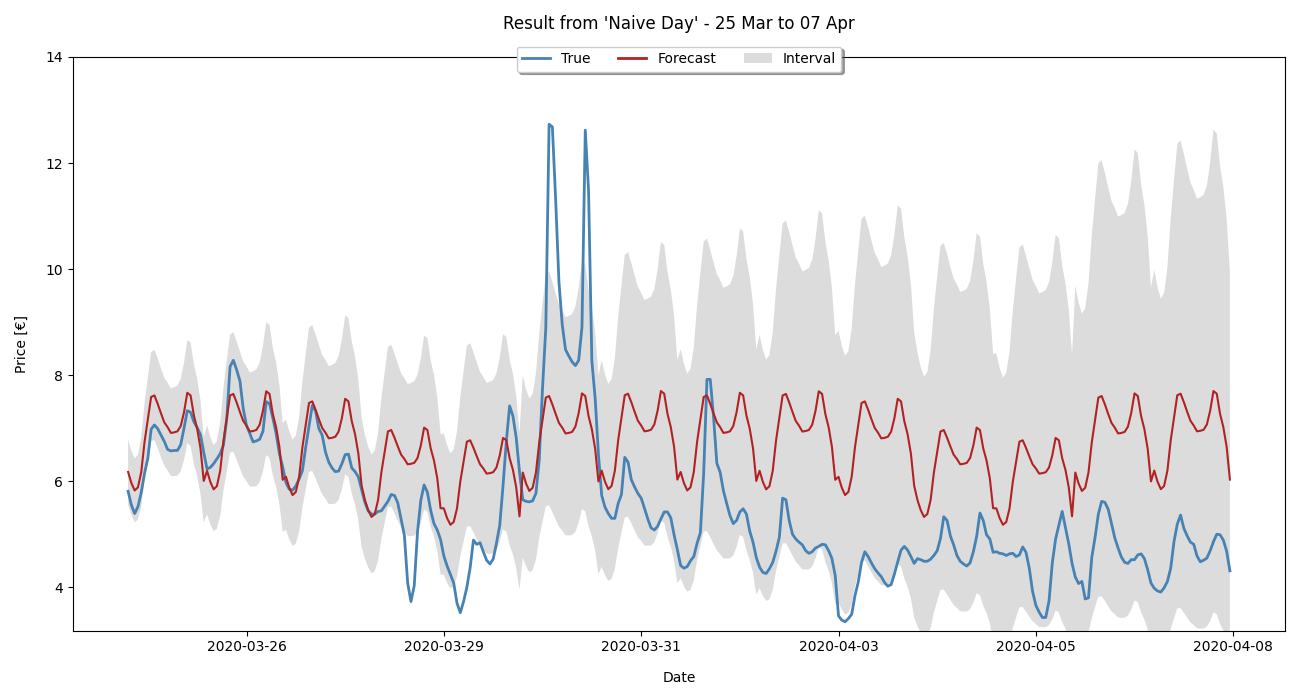 Result from 'Naive Day' - 25 Mar to 07 Apr
True Forecast Interval
14
12
10
8
6
4
Price [€]
2020-03-26 2020-03-29 2020-03-31 2020-04-03 2020-04-05 2020-04-08
Date